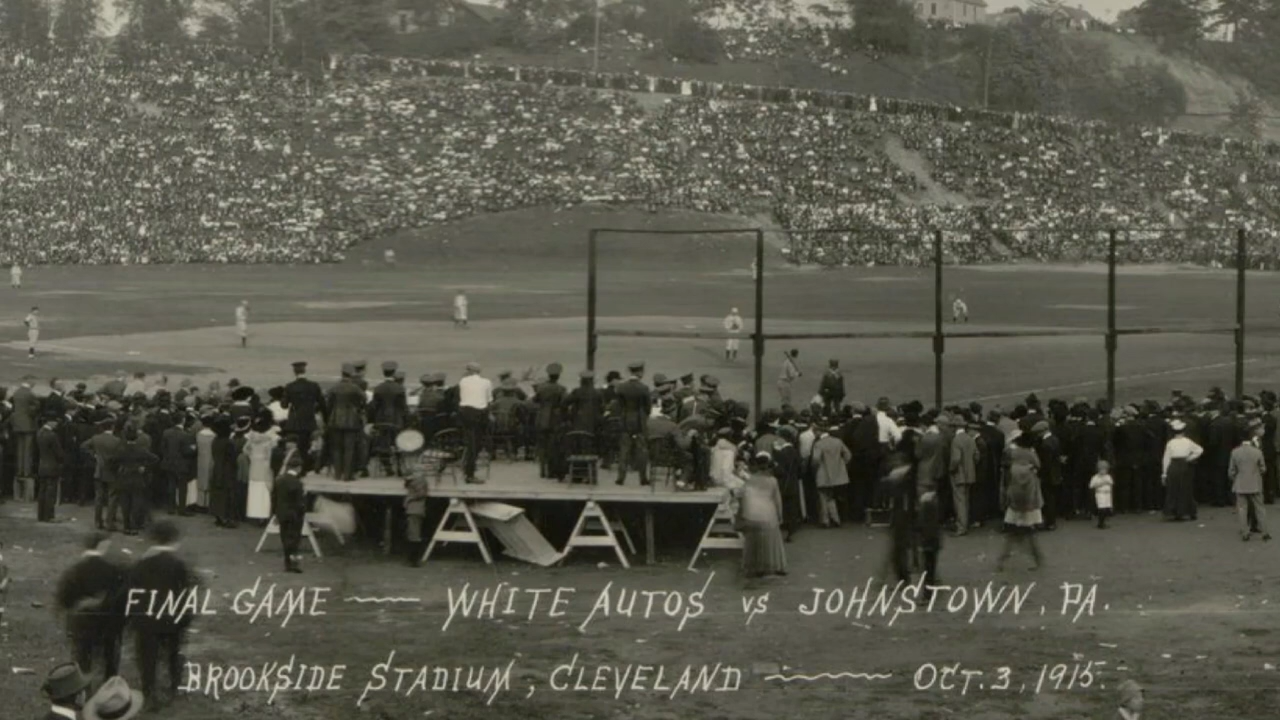 FINAL GAME — WHITE AUTOS VS JOHNSTOWN, PA.
BROOKSIDE STADIUM, CLEVELAND — OCT. 3, 1915.